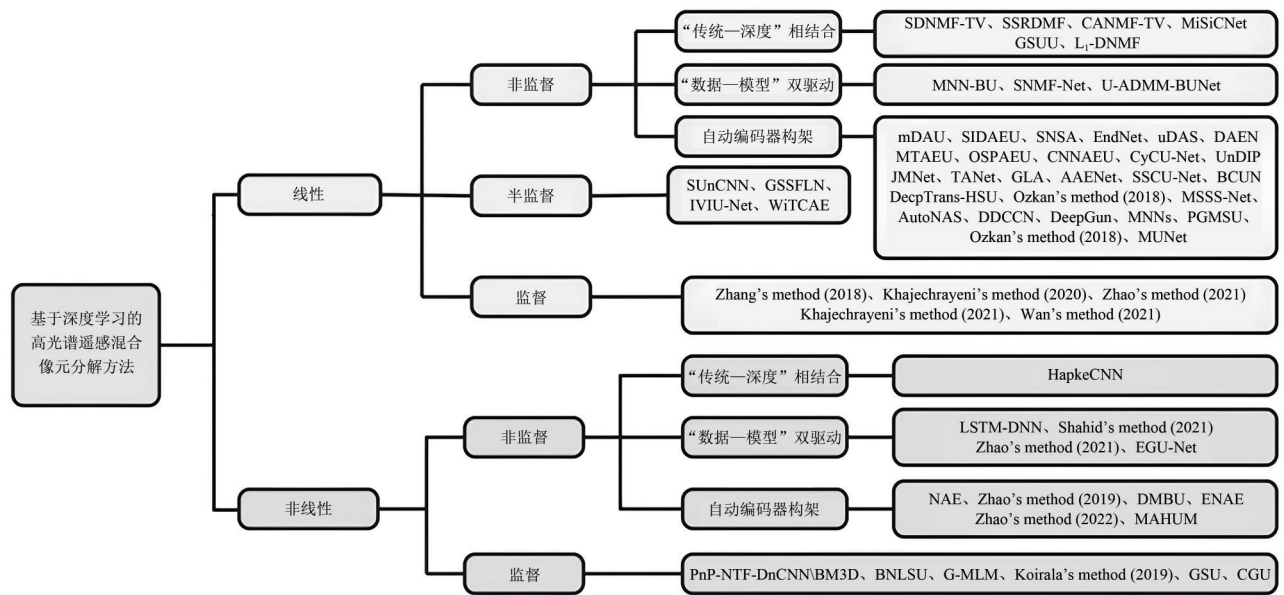 基于深度学习的
高光谱遥感混合
像元分解方法
线性
非监督
“传统—深度”相结合
SDNMF-TV、SSRDMF、CANMF-TV、MiSiCNet
GSUU、L₁-DNMF
“数据—模型”双驱动
MNN-BU、SNMF-Net、U-ADMM-BUNet
自动编码器构架
mDAU、SIDAEU、SNSA、EndNet、uDAS、DAEN
MTAEU、OSPAEU、CNNAEU、CyCU-Net、UnDIP
JMNet、TANet、GLA、AAENet、SSCU-Net、BCUN
DecpTrans-HSU、Ozkan’s method (2018)、MSSS-Net、
AutoNAS、DDCCN、DeepGun、MNNs、PGMSU、
Ozkan’s method (2018)、MUNet
半监督
SUnCNN、GSSFLN、
IVIU-Net、WiTCAE
监督
Zhang’s method (2018)、Khajechrayeni’s method (2020)、Zhao’s method (2021)
Khajechrayeni’s method (2021)、Wan’s method (2021)
非线性
非监督
“传统—深度”相结合
HapkeCNN
“数据—模型”双驱动
LSTM-DNN、Shahid’s method (2021)
Zhao’s method (2021)、EGU-Net
自动编码器构架
NAE、Zhao’s method (2019)、DMBU、ENAE
Zhao’s method (2022)、MAHUM
监督
PnP-NTF-DnCNN\BM3D、BNLSU、G-MLM、Koirala’s method (2019)、GSU、CGU